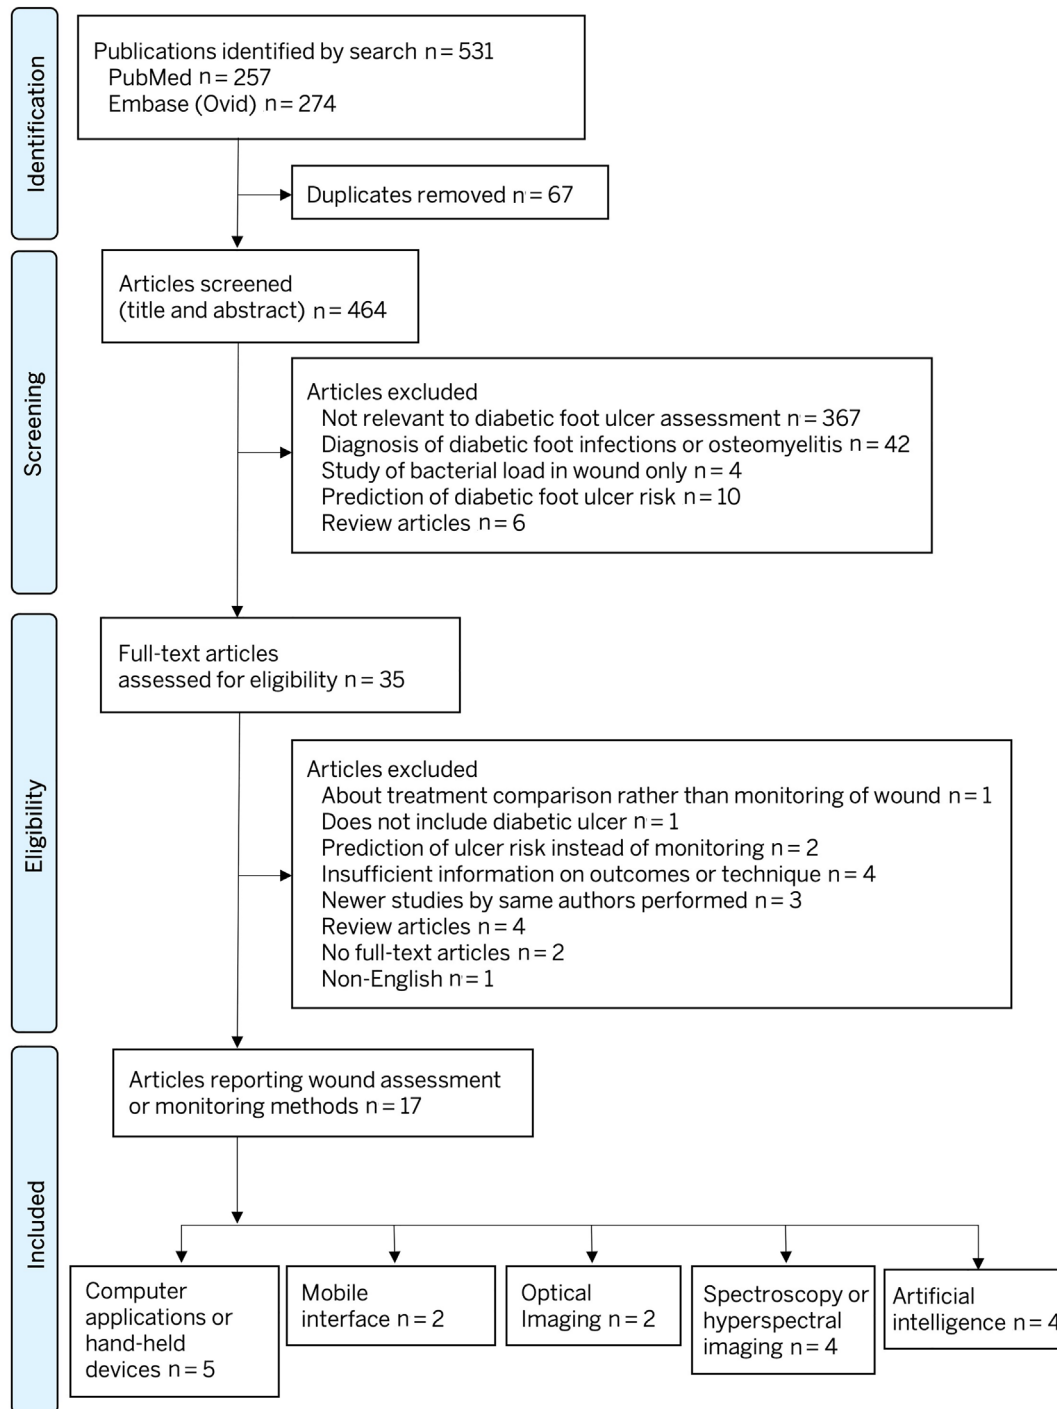 Identification
Publications identified by search n = 531
PubMed n = 257
Embase (Ovid) n = 274
Duplicates removed n = 67
Screening
Articles screened
(title and abstract) n = 464
Articles excluded
Not relevant to diabetic foot ulcer assessment n = 367
Diagnosis of diabetic foot infections or osteomyelitis n = 42
Study of bacterial load in wound only n = 4
Prediction of diabetic foot ulcer risk n = 10
Review articles n = 6
Eligibility
Full-text articles
assessed for eligibility n = 35
Articles excluded
About treatment comparison rather than monitoring of wound n = 1
Does not include diabetic ulcer n = 1
Prediction of ulcer risk instead of monitoring n = 2
Insufficient information on outcomes or technique n = 4
Newer studies by same authors performed n = 3
Review articles n = 4
No full-text articles n = 2
Non-English n = 1
Included
Articles reporting wound assessment
or monitoring methods n = 17
Computer
applications or
hand-held
devices n = 5
Mobile
interface n = 2
Optical
Imaging n = 2
Spectroscopy or
hyperspectral
imaging n = 4
Artificial
intelligence n = 4